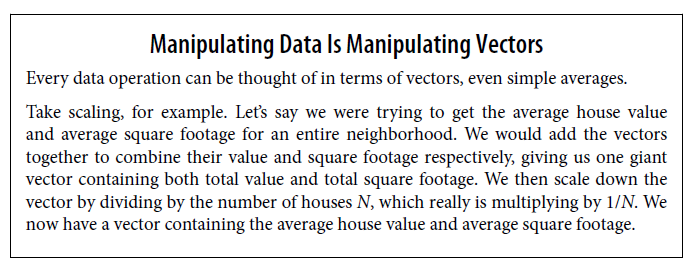 Manipulating Data Is Manipulating Vectors
Every data operation can be thought of in terms of vectors, even simple averages.
Take scaling, for example. Let’s say we were trying to get the average house value
and average square footage for an entire neighborhood. We would add the vectors
together to combine their value and square footage respectively, giving us one giant
vector containing both total value and total square footage. We then scale down the
vector by dividing by the number of houses N, which really is multiplying by 1/N. We
now have a vector containing the average house value and average square footage.